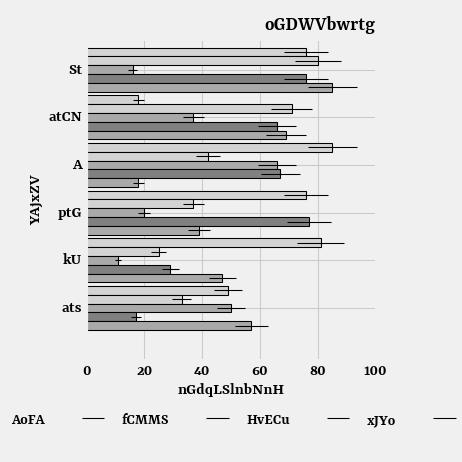 oGDWVbwrtg
YAJxZV
St
atCN
A
ptG
kU
ats
0 20 40 60 80 100
nGdqLSlnbNnH
AoFA fCMMS HvECu xJYo